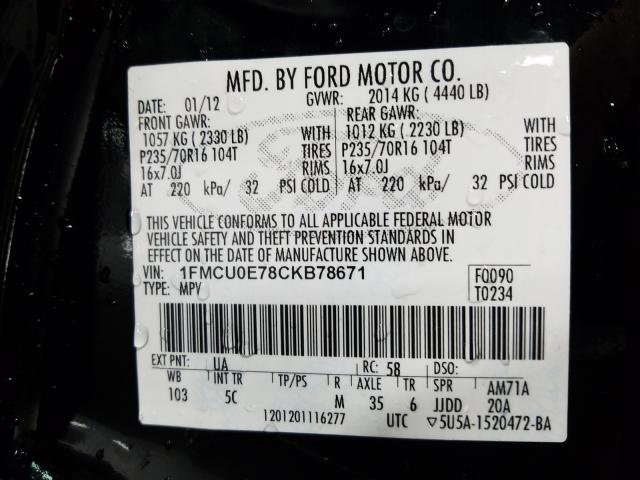 MFD. BY FORD MOTOR CO.
DATE: 01/12 GVWR: 2014 KG ( 4440 LB)
FRONT GAWR: REAR GAWR:
1057 KG ( 2330 LB) WITH 1012 KG ( 2230 LB) WITH
P235/70R16 104T TIRES P235/70R16 104T TIRES
16x7.0J RIMS 16x7.0J RIMS
AT 220 kPa/ 32 PSI COLD AT 220 kPa/ 32 PSI COLD
THIS VEHICLE CONFORMS TO ALL APPLICABLE FEDERAL MOTOR
VEHICLE SAFETY AND THEFT PREVENTION STANDARDS IN
EFFECT ON THE DATE OF MANUFACTURE SHOWN ABOVE.
VIN: 1FMCU0E78CKB78671 F0090
TYPE: MPV T0234
EXT PNT: UA RC: 58 DSO:
WB INT TR TP/PS R AXLE TR SPR AM71A
103 5C M 35 6 JJDD 20A
1201201116277 UTC ▽5U5A-1520472-BA